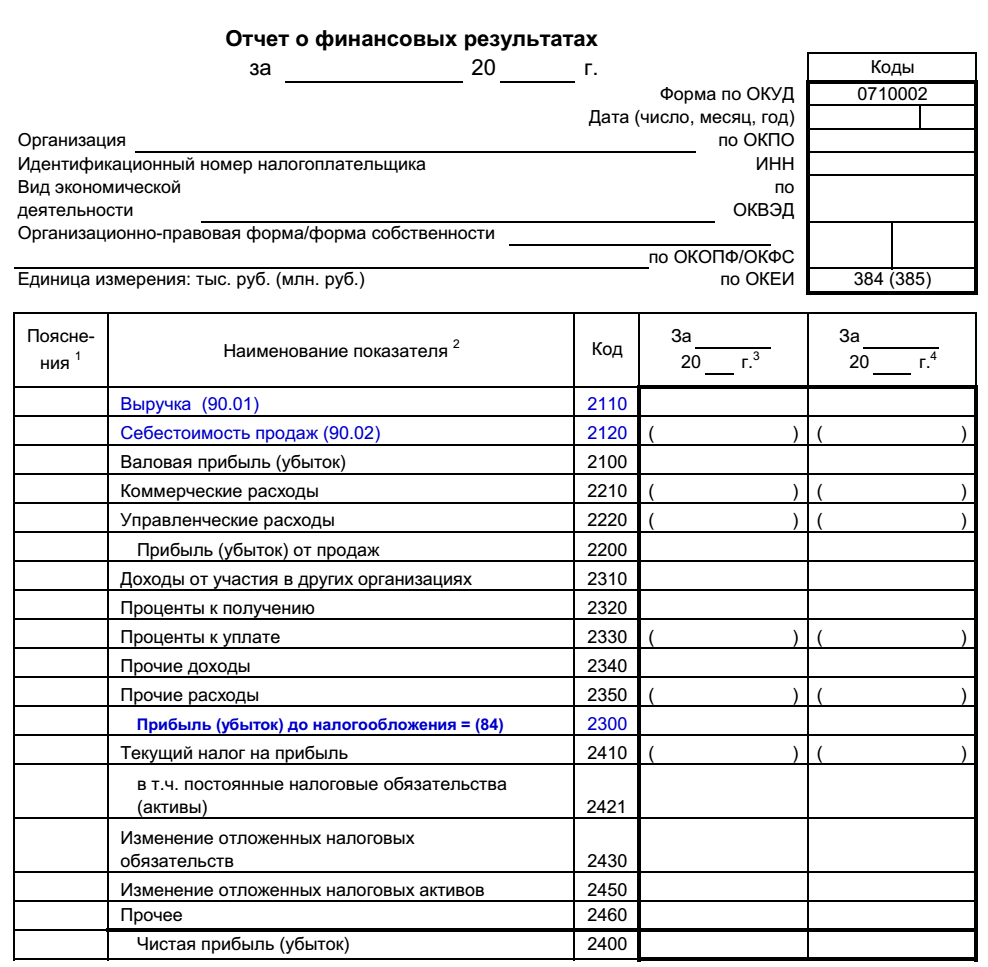 Отчет о финансовых результатах
за 20 г.
Коды
Форма по ОКУД 0710002
Дата (число, месяц, год)
Организация по ОКПО
Идентификационный номер налогоплательщика ИНН
Вид экономической по
деятельности ОКВЭД
Организационно-правовая форма/форма собственности
по ОКОПФ/ОКФС
Единица измерения: тыс. руб. (млн. руб.) по ОКЕИ 384 (385)
Поясне- За За
ния 1 Наименование показателя 2 Код 20 г.3 20 г.4
Выручка (90.01) 2110
Себестоимость продаж (90.02) 2120 ( ) ( )
Валовая прибыль (убыток) 2100
Коммерческие расходы 2210 ( ) ( )
Управленческие расходы 2220 ( ) ( )
Прибыль (убыток) от продаж 2200
Доходы от участия в других организациях 2310
Проценты к получению 2320
Проценты к уплате 2330 ( ) ( )
Прочие доходы 2340
Прочие расходы 2350 ( ) ( )
Прибыль (убыток) до налогообложения = (84) 2300
Текущий налог на прибыль 2410 ( ) ( )
в т.ч. постоянные налоговые обязательства
(активы) 2421
Изменение отложенных налоговых
обязательств 2430
Изменение отложенных налоговых активов 2450
Прочее 2460
Чистая прибыль (убыток) 2400